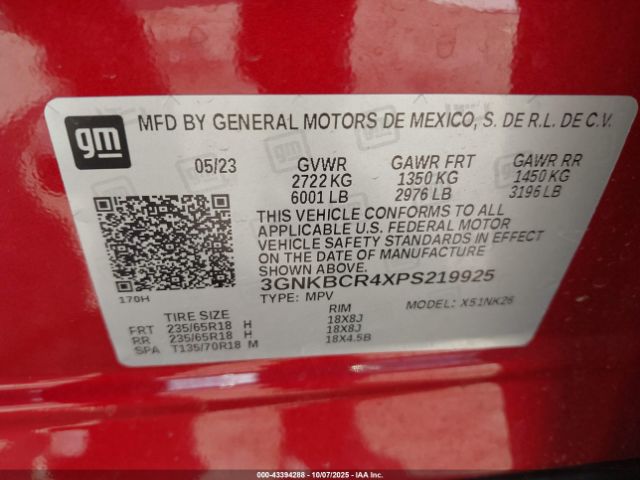 gm
MFD BY GENERAL MOTORS DE MEXICO, S. DE R.L. DE C.V.
05/23 GVWR GAWR FRT GAWR RR
2722 KG 1350 KG 1450 KG
6001 LB 2976 LB 3196 LB
THIS VEHICLE CONFORMS TO ALL
APPLICABLE U.S. FEDERAL MOTOR
VEHICLE SAFETY STANDARDS IN EFFECT
ON THE DATE OF MANUFACTURE
SHOWN ABOVE.
3GNKBCR4XPS219925
170H TYPE: MPV MODEL: X51NK26
TIRE SIZE RIM
FRT 235/65R18 H 18X8J
RR 235/65R18 H 18X8J
SPA T135/70R18 M 18X4.5B
000-43394288 - 10/07/2025 - IAA, Inc.